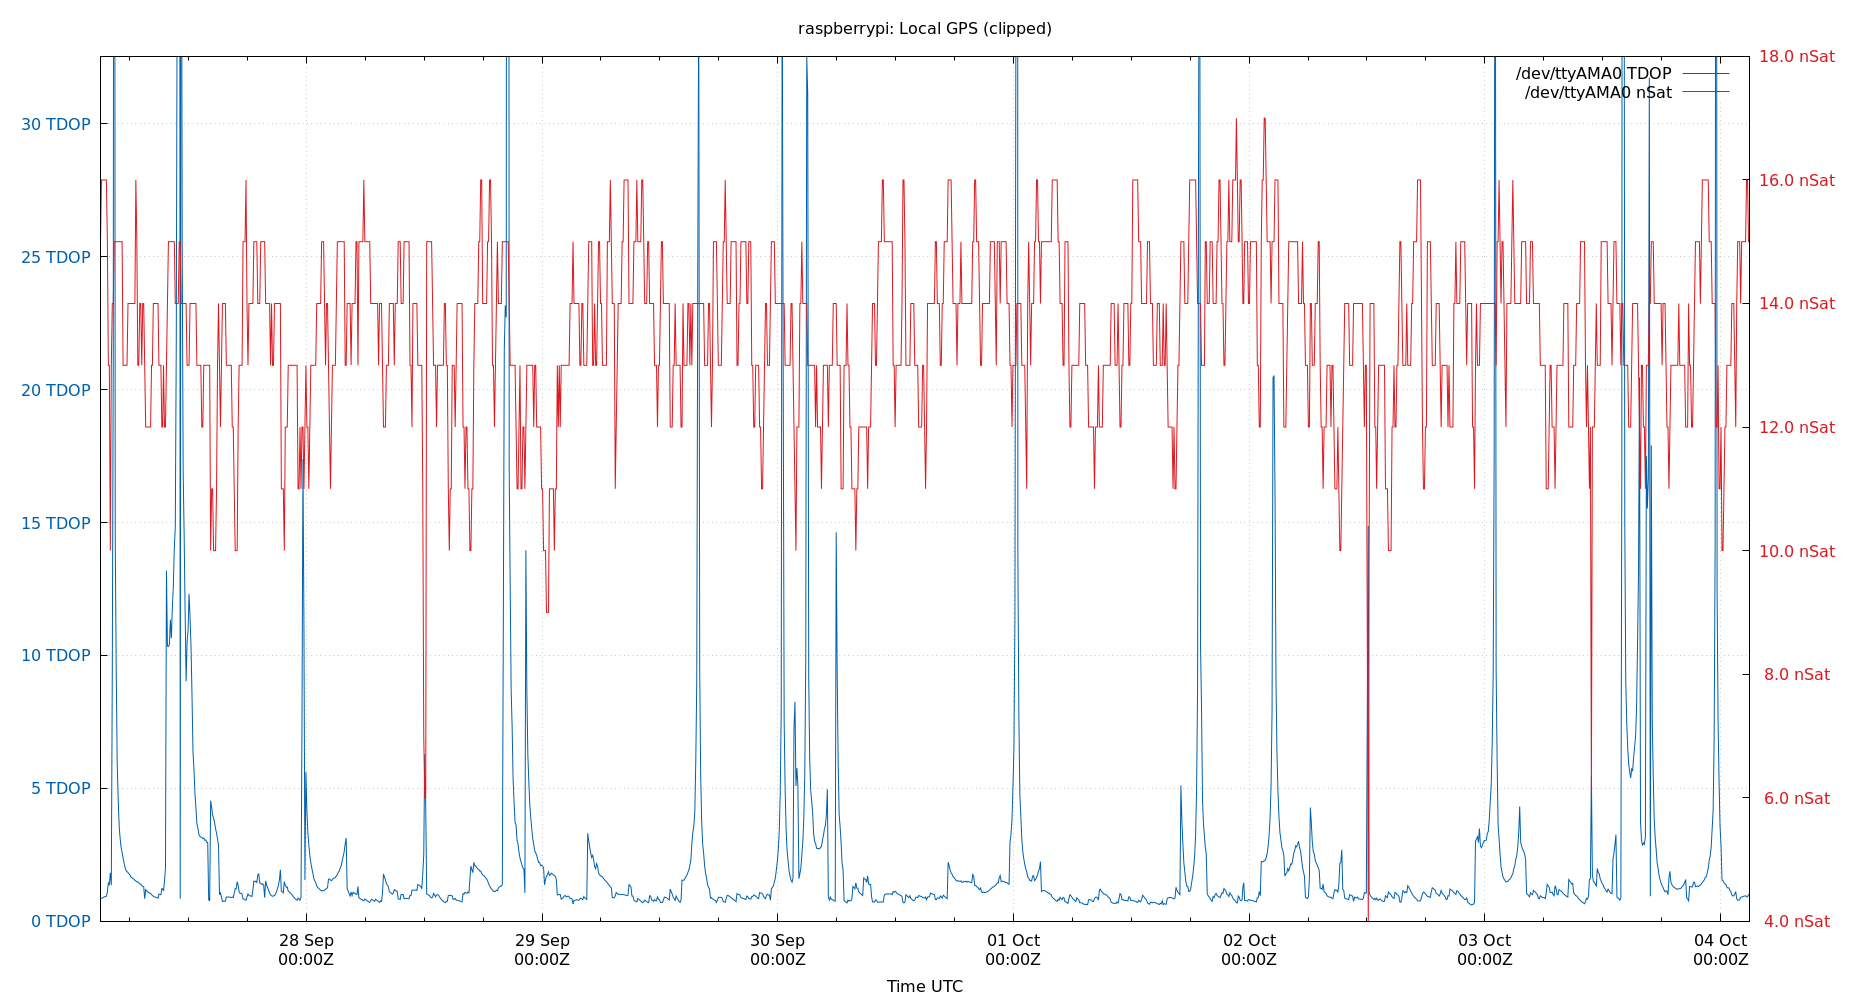 raspberrypi: Local GPS (clipped)
/dev/ttyAMA0 TDOP
/dev/ttyAMA0 nSat
30 TDOP
25 TDOP
20 TDOP
15 TDOP
10 TDOP
5 TDOP
0 TDOP
18.0 nSat
16.0 nSat
14.0 nSat
12.0 nSat
10.0 nSat
8.0 nSat
6.0 nSat
4.0 nSat
28 Sep 00:00Z
29 Sep 00:00Z
30 Sep 00:00Z
01 Oct 00:00Z
02 Oct 00:00Z
03 Oct 00:00Z
04 Oct 00:00Z
Time UTC